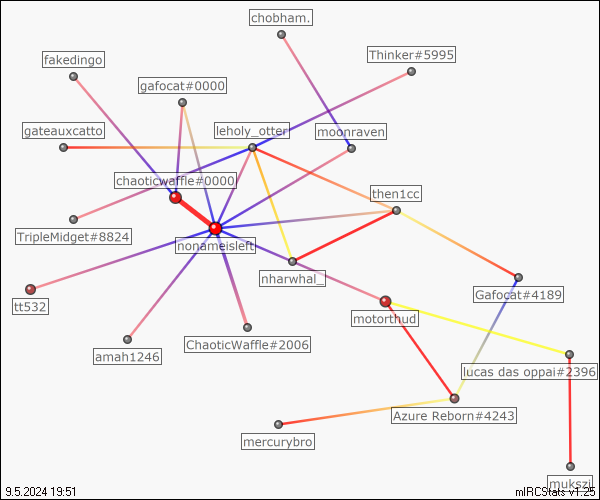 chobham.
Thinker#5995
fakedingo
gafocat#0000
gateauxcatto
leholy_otter
moonraven
chaoticwaffle#0000
then1cc
TripleMidget#8824
nonameisleft
nharwhal_
Gafocat#4189
tt532
motorthud
ChaoticWaffle#2006
amah1246
lucas das oppai#2396
Azure Reborn#4243
mercurybro
mukszi
9.5.2024 19:51
mIRCStats v1.25